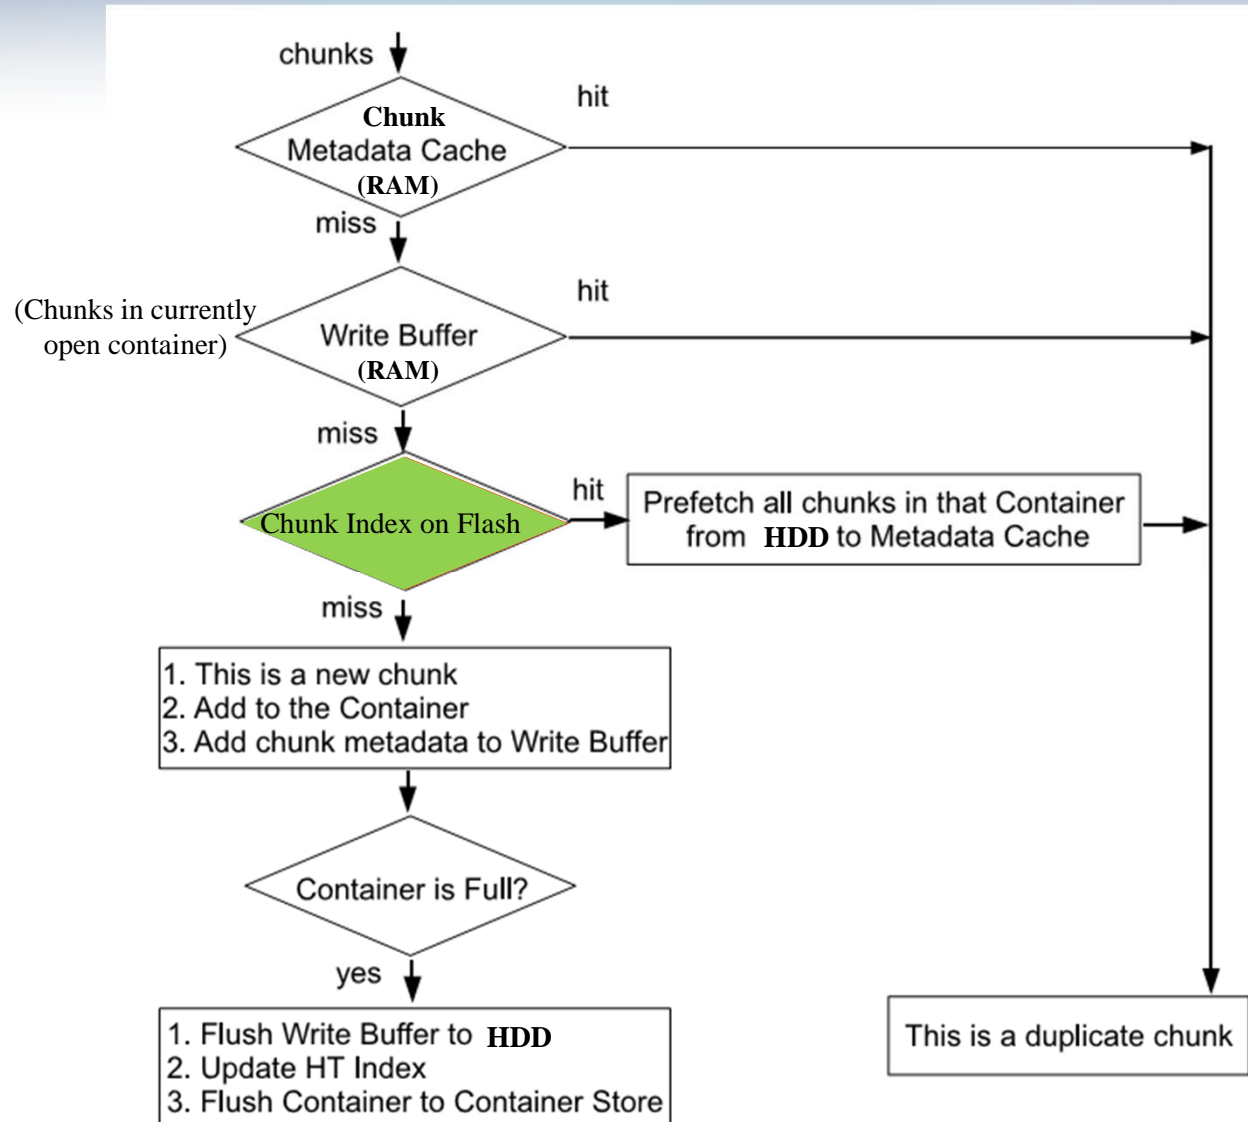 chunks
hit
Chunk
Metadata Cache
(RAM)
miss
hit
(Chunks in currently
open container)
Write Buffer
(RAM)
miss
hit
Chunk Index on Flash
Prefetch all chunks in that Container
from HDD to Metadata Cache
miss
1. This is a new chunk
2. Add to the Container
3. Add chunk metadata to Write Buffer
Container is Full?
yes
1. Flush Write Buffer to HDD
2. Update HT Index
3. Flush Container to Container Store
This is a duplicate chunk